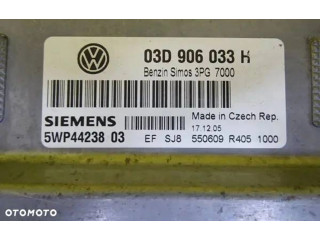 03D 906 033 H
Benzin Simos 3PG 7000
SIEMENS
Made in Czech Rep.
17.12.05
5WP44238 03
EF SJ8
550609 R405 1000
OTOMOTO